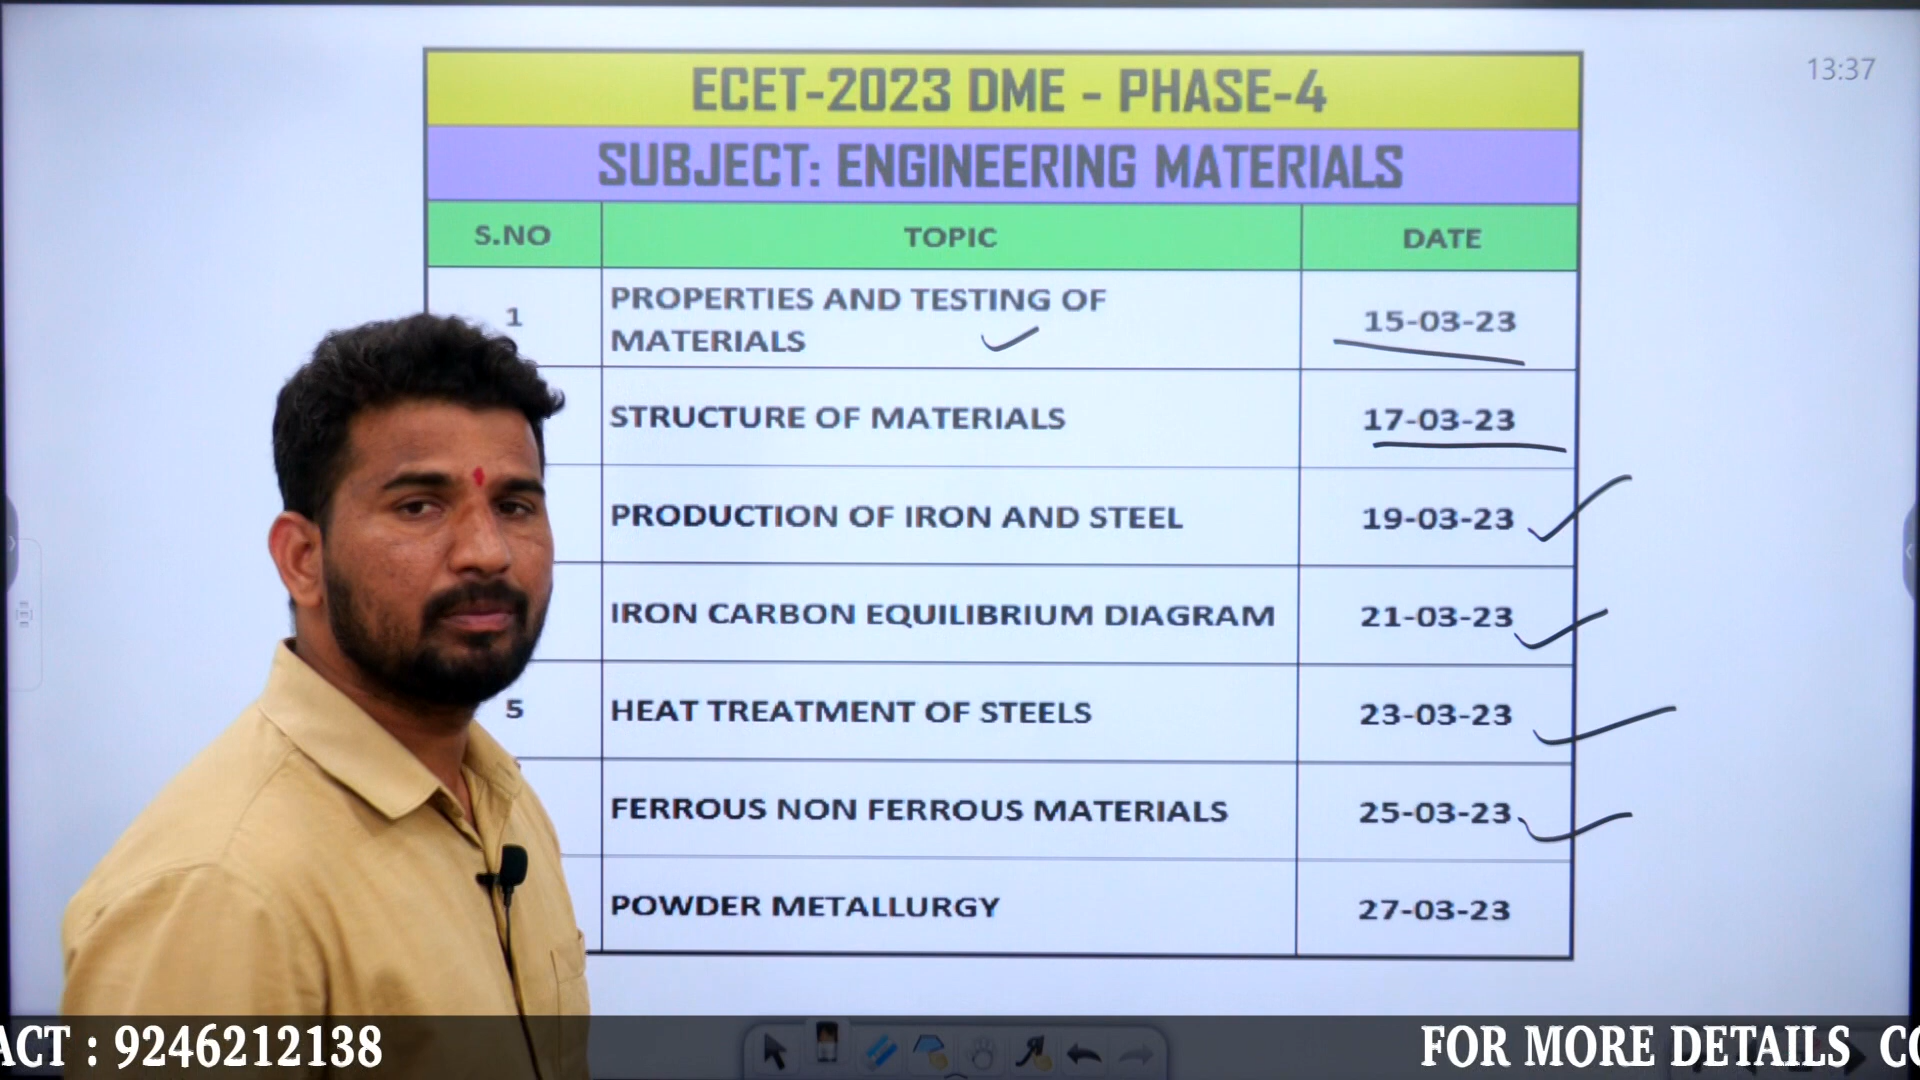 ECET-2023 DME - PHASE-4
13:37
SUBJECT: ENGINEERING MATERIALS
S.NO TOPIC DATE
1 PROPERTIES AND TESTING OF
MATERIALS 15-03-23
STRUCTURE OF MATERIALS 17-03-23
PRODUCTION OF IRON AND STEEL 19-03-23
IRON CARBON EQUILIBRIUM DIAGRAM 21-03-23
5 HEAT TREATMENT OF STEELS 23-03-23
FERROUS NON FERROUS MATERIALS 25-03-23
POWDER METALLURGY 27-03-23
ACT : 9246212138 FOR MORE DETAILS CO